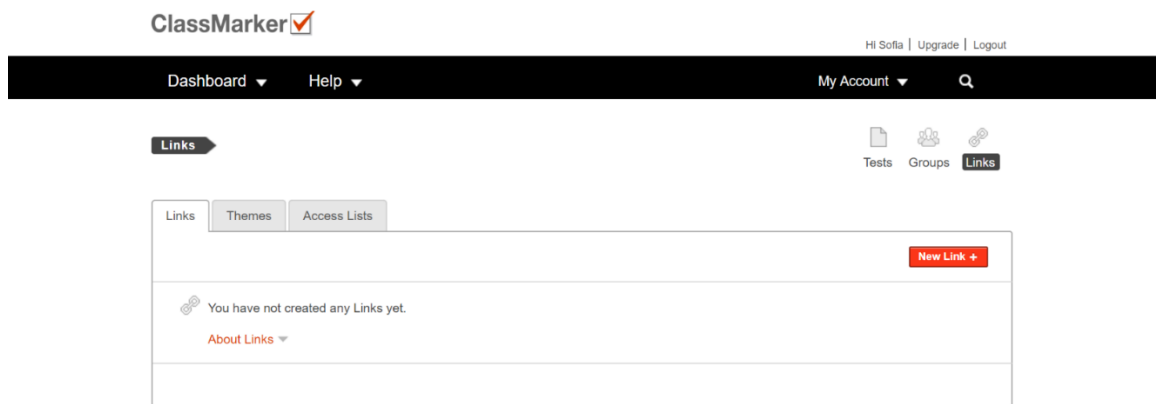 ClassMarker
Hi Sofia | Upgrade | Logout
Dashboard Help My Account
Links
Tests Groups Links
Links Themes Access Lists
New Link +
You have not created any Links yet.
About Links